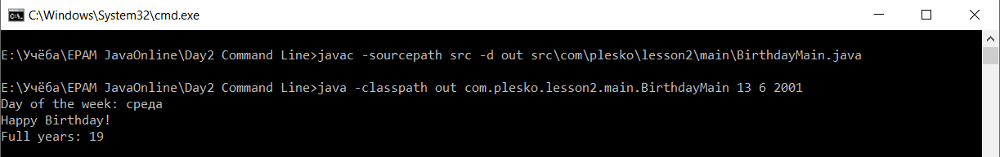 C:\Windows\System32\cmd.exe
E:\Учёба\EPAM JavaOnline\Day2 Command Line>javac -sourcepath src -d out src\com\plesko\lesson2\main\BirthdayMain.java
E:\Учёба\EPAM JavaOnline\Day2 Command Line>java -classpath out com.plesko.lesson2.main.BirthdayMain 13 6 2001
Day of the week: среда
Happy Birthday!
Full years: 19